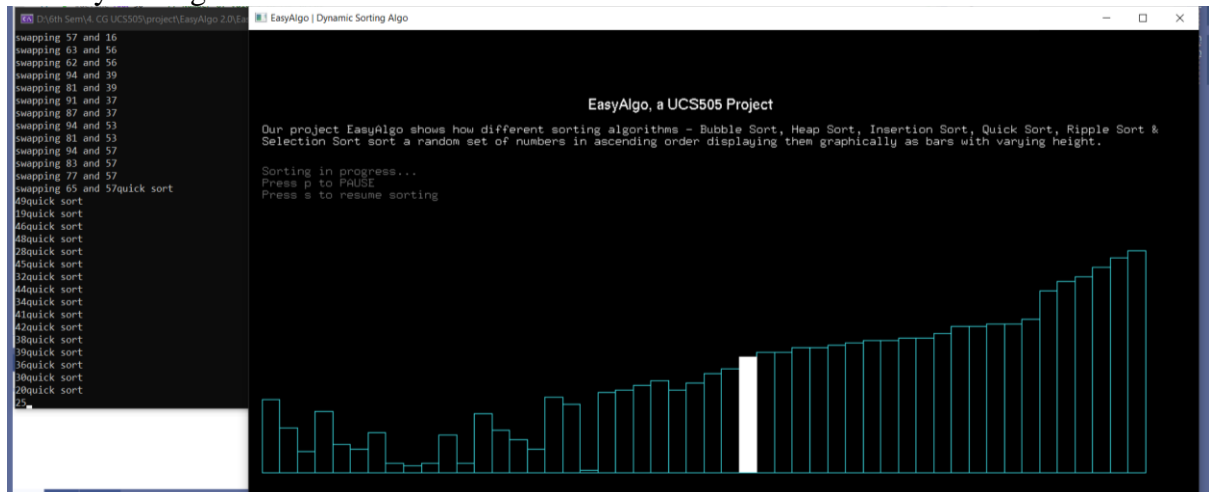 D:\6th Sem\4. CG UCS505\project\EasyAlgo 2.0\Eas
swapping 57 and 16
swapping 63 and 56
swapping 62 and 56
swapping 94 and 39
swapping 81 and 39
swapping 91 and 37
swapping 87 and 37
swapping 94 and 53
swapping 81 and 53
swapping 94 and 57
swapping 83 and 57
swapping 77 and 57
swapping 65 and 57quick sort
49quick sort
19quick sort
46quick sort
48quick sort
28quick sort
45quick sort
32quick sort
44quick sort
34quick sort
41quick sort
42quick sort
38quick sort
39quick sort
36quick sort
30quick sort
20quick sort
25
EasyAlgo | Dynamic Sorting Algo
EasyAlgo, a UCS505 Project
Our project EasyAlgo shows how different sorting algorithms - Bubble Sort, Heap Sort, Insertion Sort, Quick Sort, Ripple Sort &
Selection Sort sort a random set of numbers in ascending order displaying them graphically as bars with varying height.
Sorting in progress...
Press p to PAUSE
Press s to resume sorting